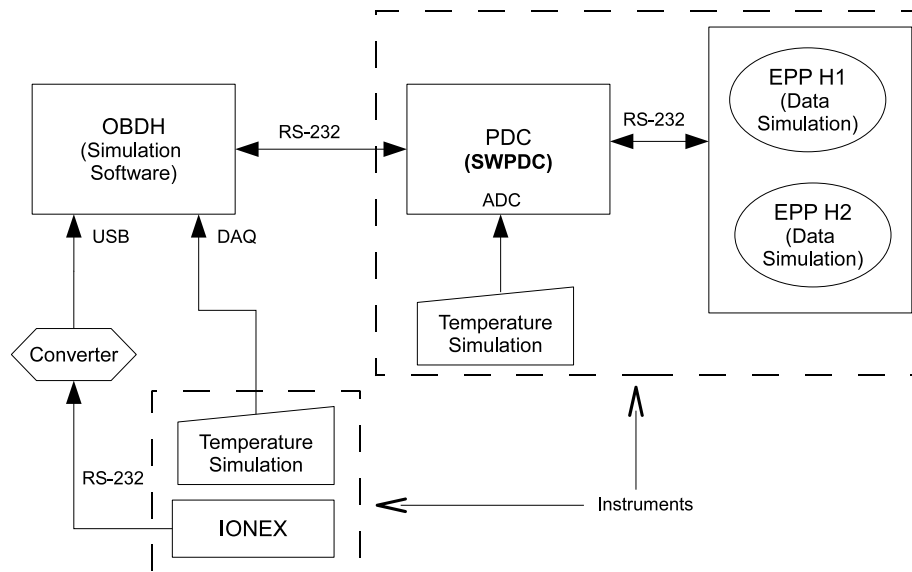 OBDH
(Simulation
Software)
RS-232
PDC
(SWPDC)
ADC
RS-232
EPP H1
(Data
Simulation)
EPP H2
(Data
Simulation)
USB
DAQ
Temperature
Simulation
Converter
Temperature
Simulation
RS-232
IONEX
Instruments